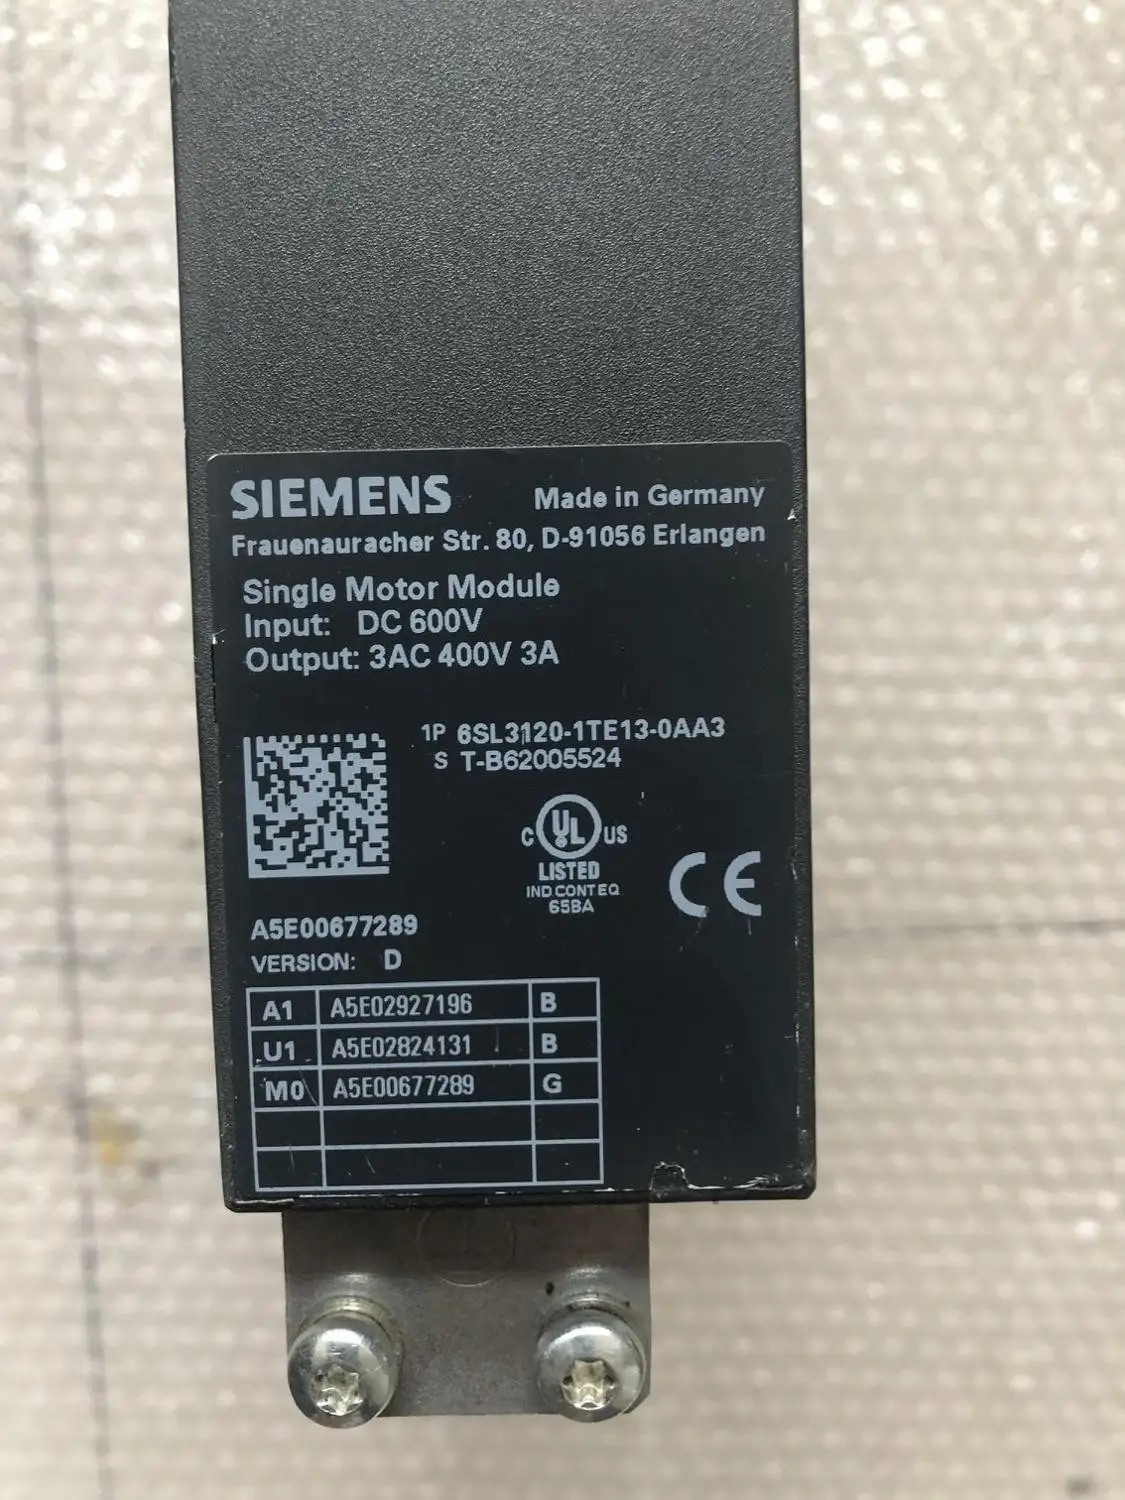 SIEMENS Made in Germany
Frauenauracher Str. 80, D-91056 Erlangen
Single Motor Module
Input: DC 600V
Output: 3AC 400V 3A
1P 6SL3120-1TE13-0AA3
S T-B62005524
C UL US
LISTED
IND CONT EQ
65BA
CE
A5E00677289
VERSION: D
A1 A5E02927196 B
U1 A5E02824131 B
M0 A5E00677289 G